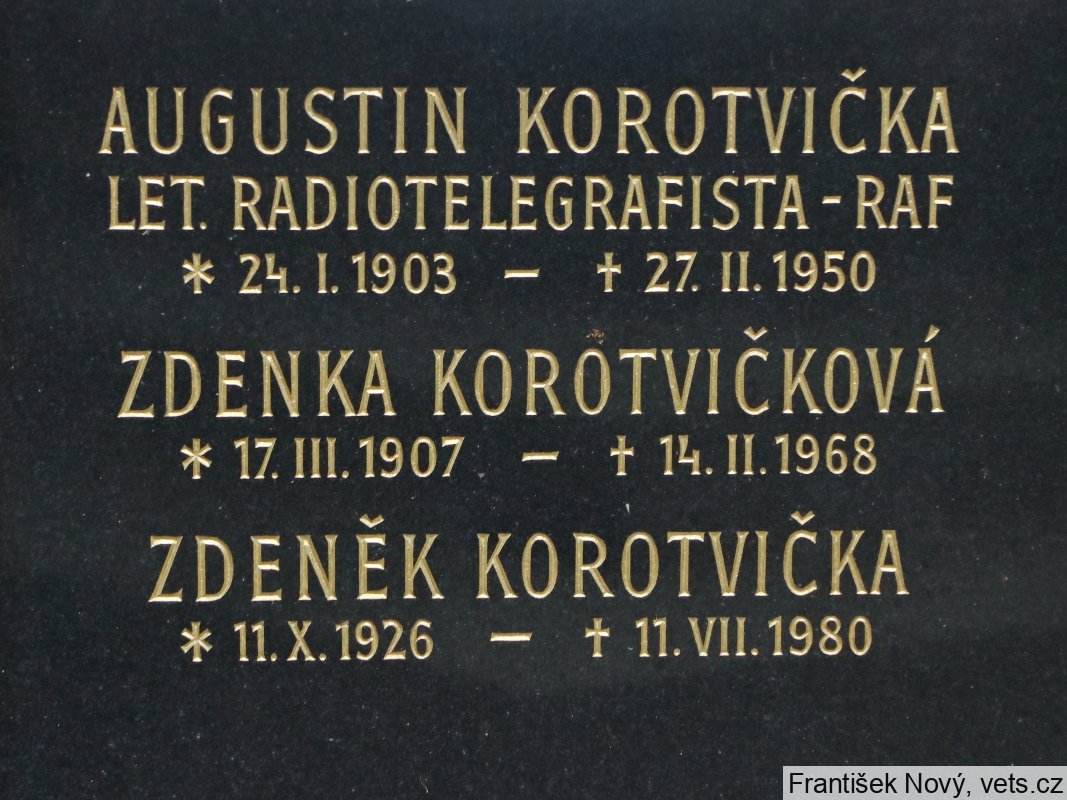 AUGUSTIN KOROTVIČKA
LET. RADIOTELEGRAFISTA - RAF
* 24. I. 1903 — † 27. II. 1950
ZDENKA KOROTVIČKOVÁ
* 17. III. 1907 — † 14. II. 1968
ZDENĚK KOROTVIČKA
* 11. X. 1926 — † 11. VII. 1980
František Nový, vets.cz